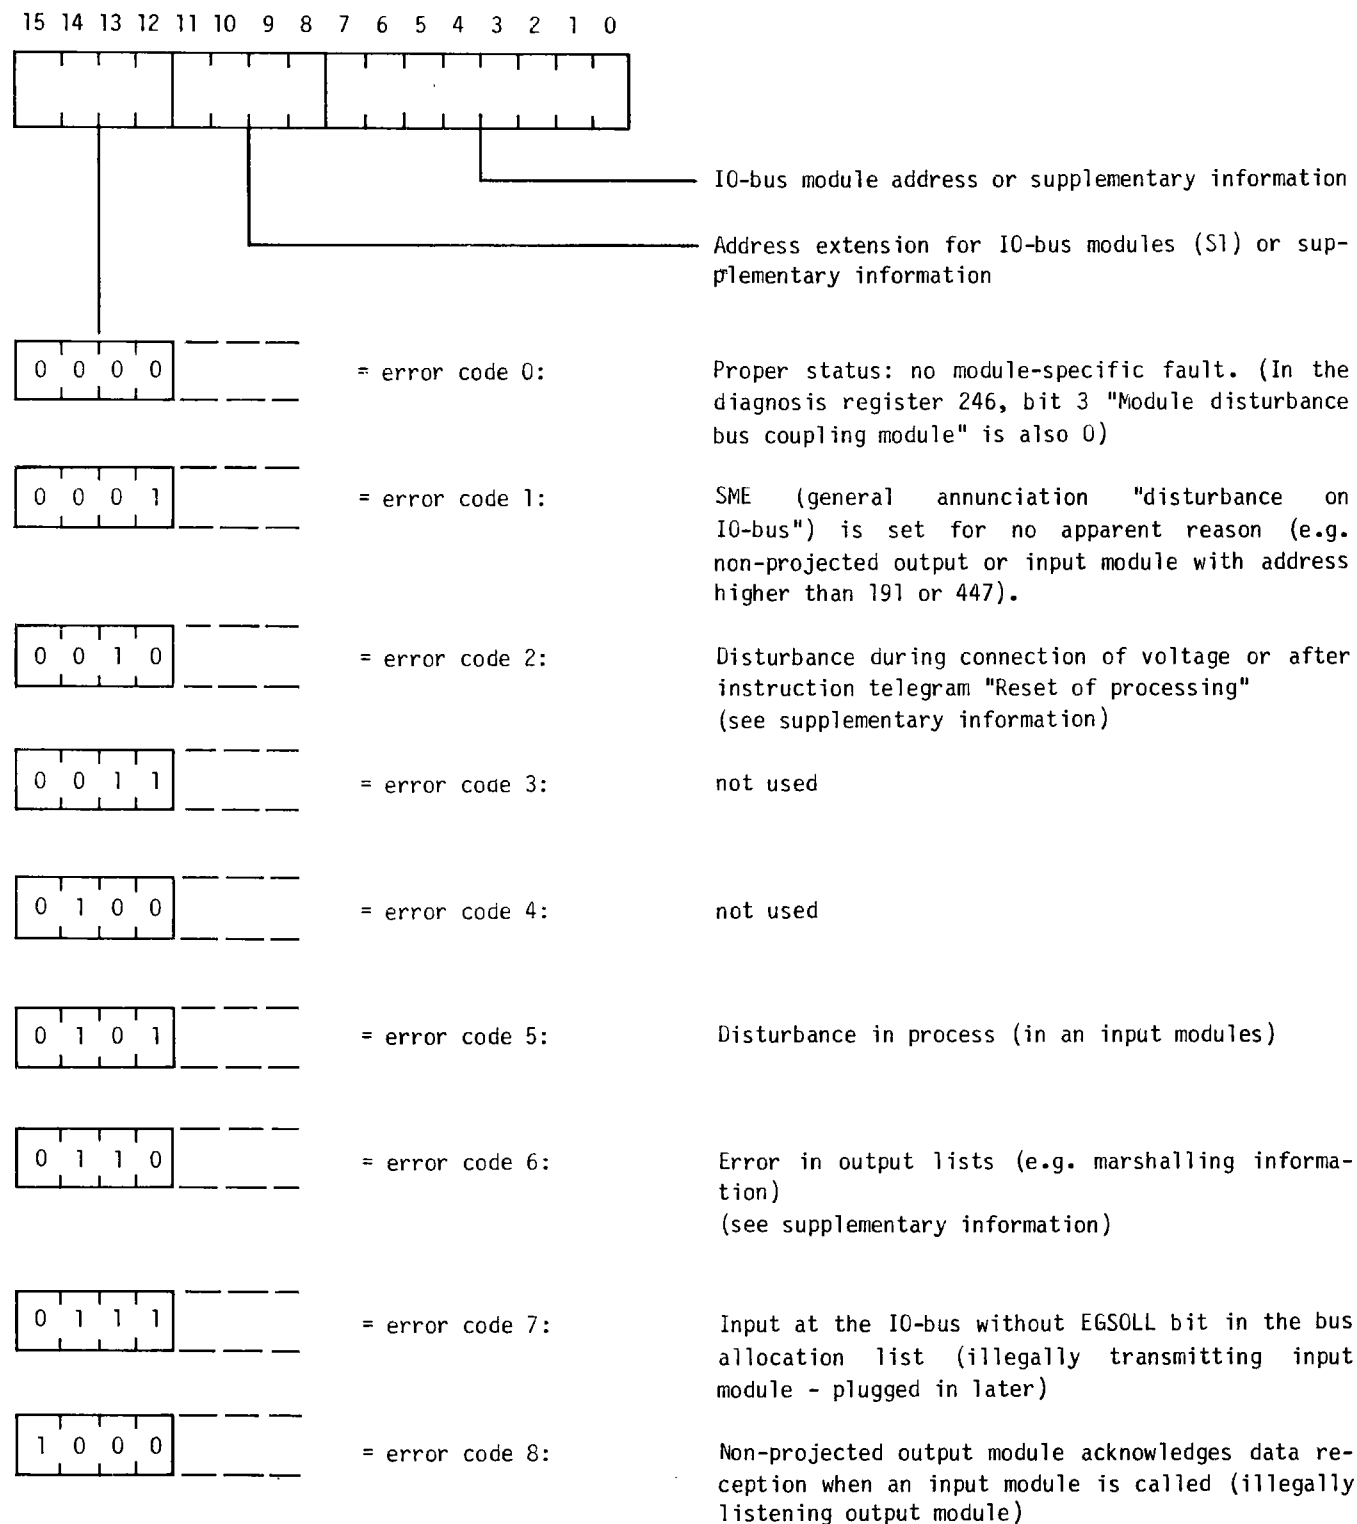 15 14 13 12 11 10 9 8 7 6 5 4 3 2 1 0
IO-bus module address or supplementary information
Address extension for IO-bus modules (S1) or sup-
plementary information
0 0 0 0 = error code 0: Proper status: no module-specific fault. (In the
diagnosis register 246, bit 3 "Module disturbance
bus coupling module" is also 0)
0 0 0 1 = error code 1: SME (general annunciation "disturbance on
IO-bus") is set for no apparent reason (e.g.
non-projected output or input module with address
higher than 191 or 447).
0 0 1 0 = error code 2: Disturbance during connection of voltage or after
instruction telegram "Reset of processing"
(see supplementary information)
0 0 1 1 = error code 3: not used
0 1 0 0 = error code 4: not used
0 1 0 1 = error code 5: Disturbance in process (in an input modules)
0 1 1 0 = error code 6: Error in output lists (e.g. marshalling informa-
tion)
(see supplementary information)
0 1 1 1 = error code 7: Input at the IO-bus without EGSOLL bit in the bus
allocation list (illegally transmitting input
module - plugged in later)
1 0 0 0 = error code 8: Non-projected output module acknowledges data re-
ception when an input module is called (illegally
listening output module)